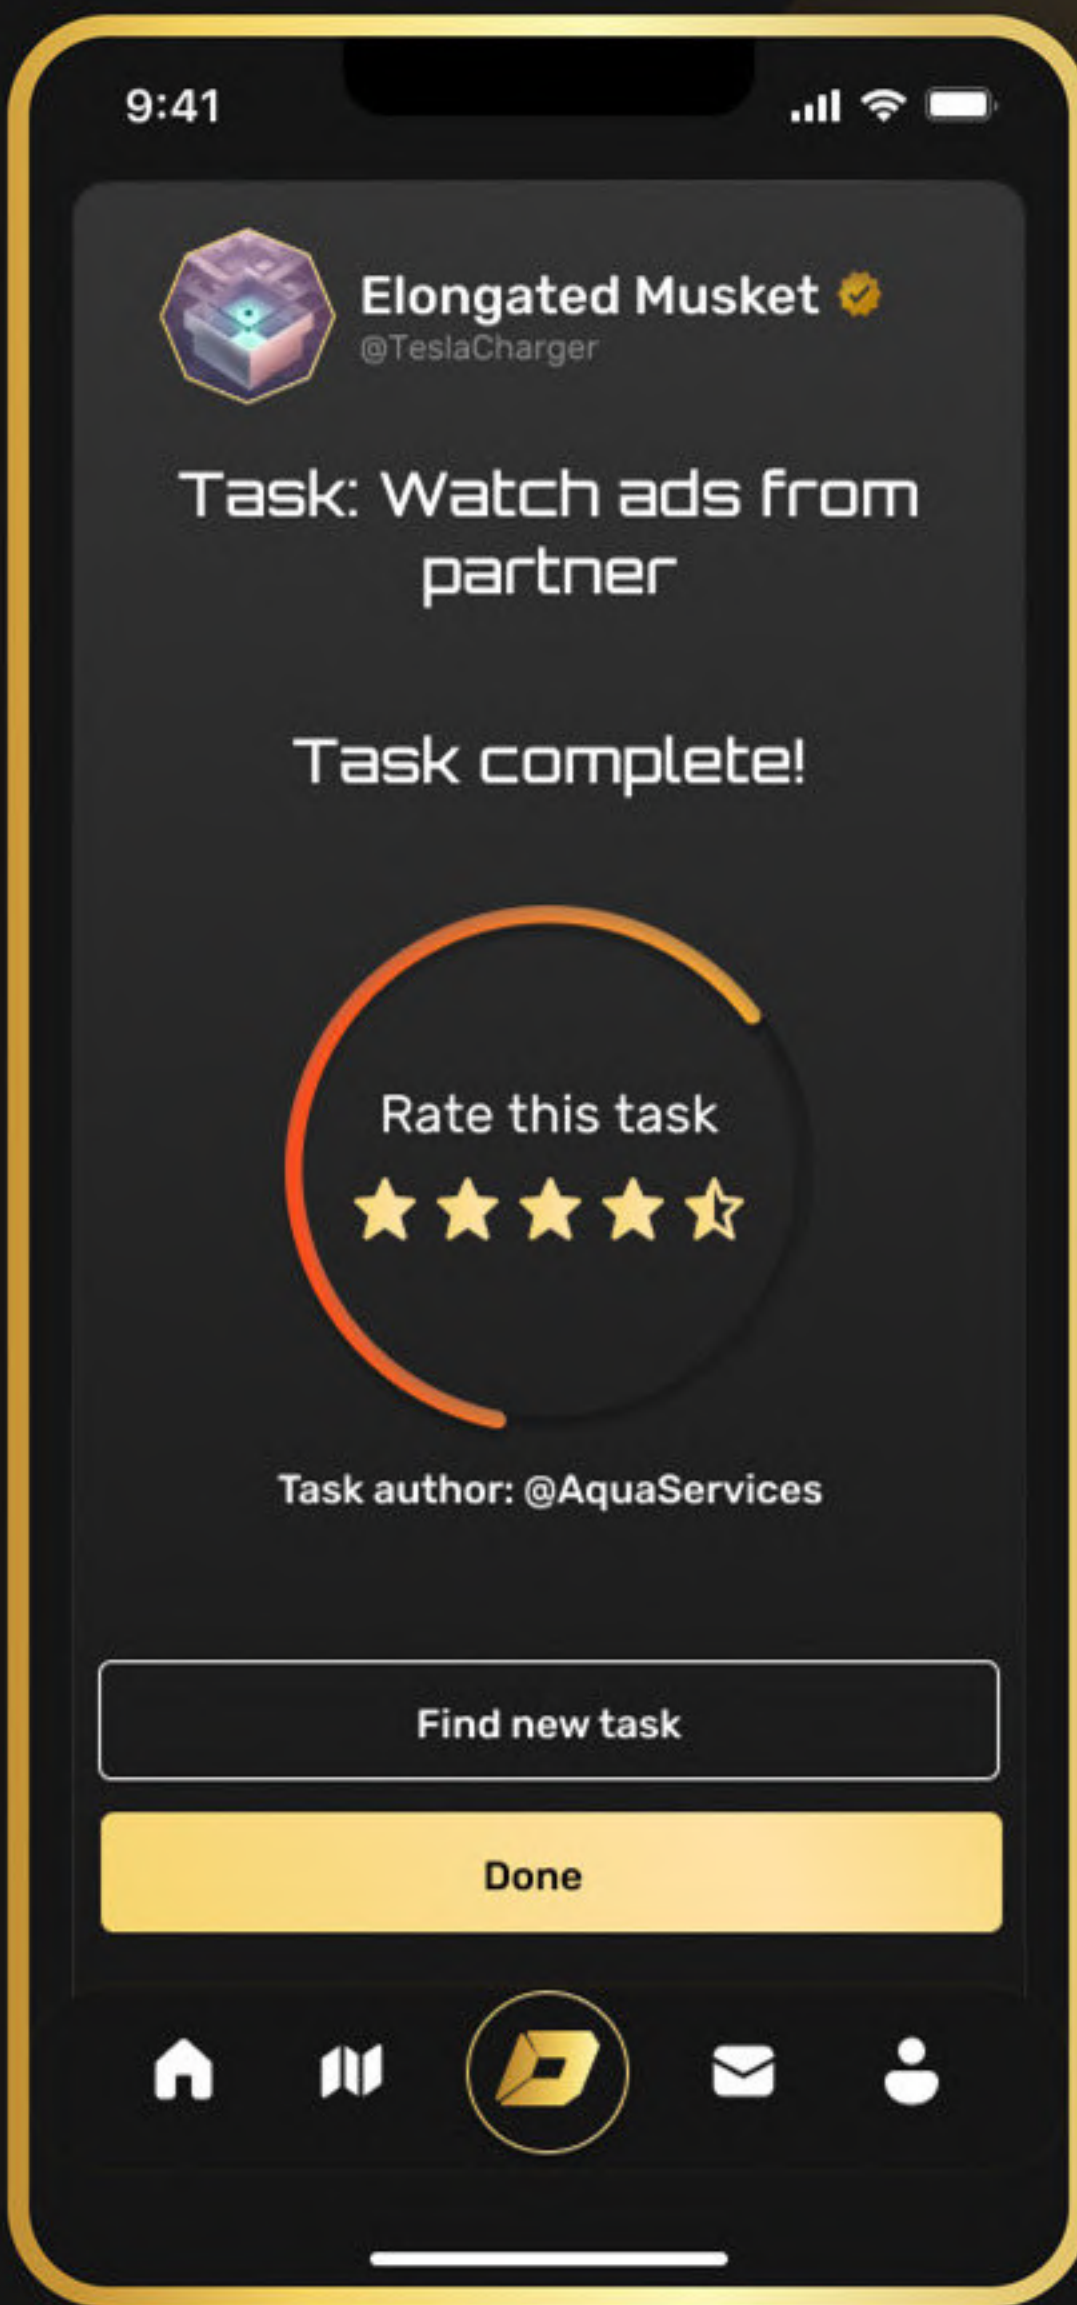 9:41
Elongated Musket
@TeslaCharger
Task: Watch ads from
partner
Task complete!
Rate this task
Task author: @AquaServices
Find new task
Done